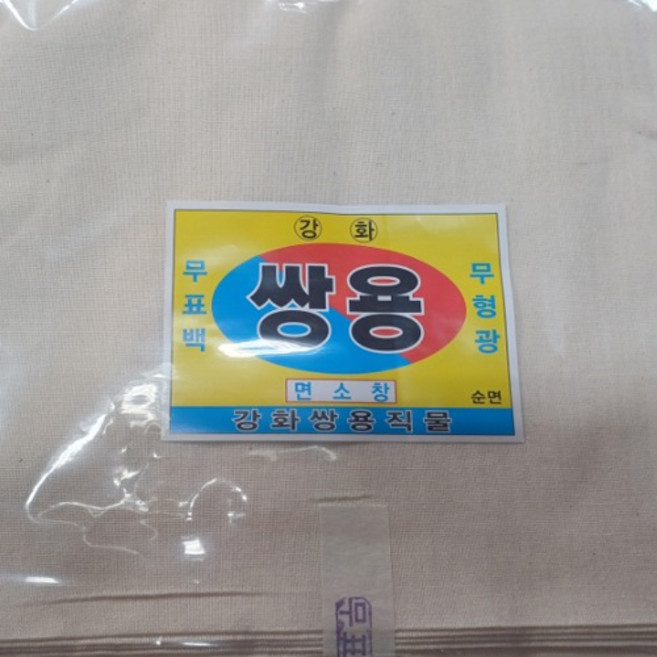 강 화
무표백
쌍용
무형광
면소창
순면
강화쌍용직물